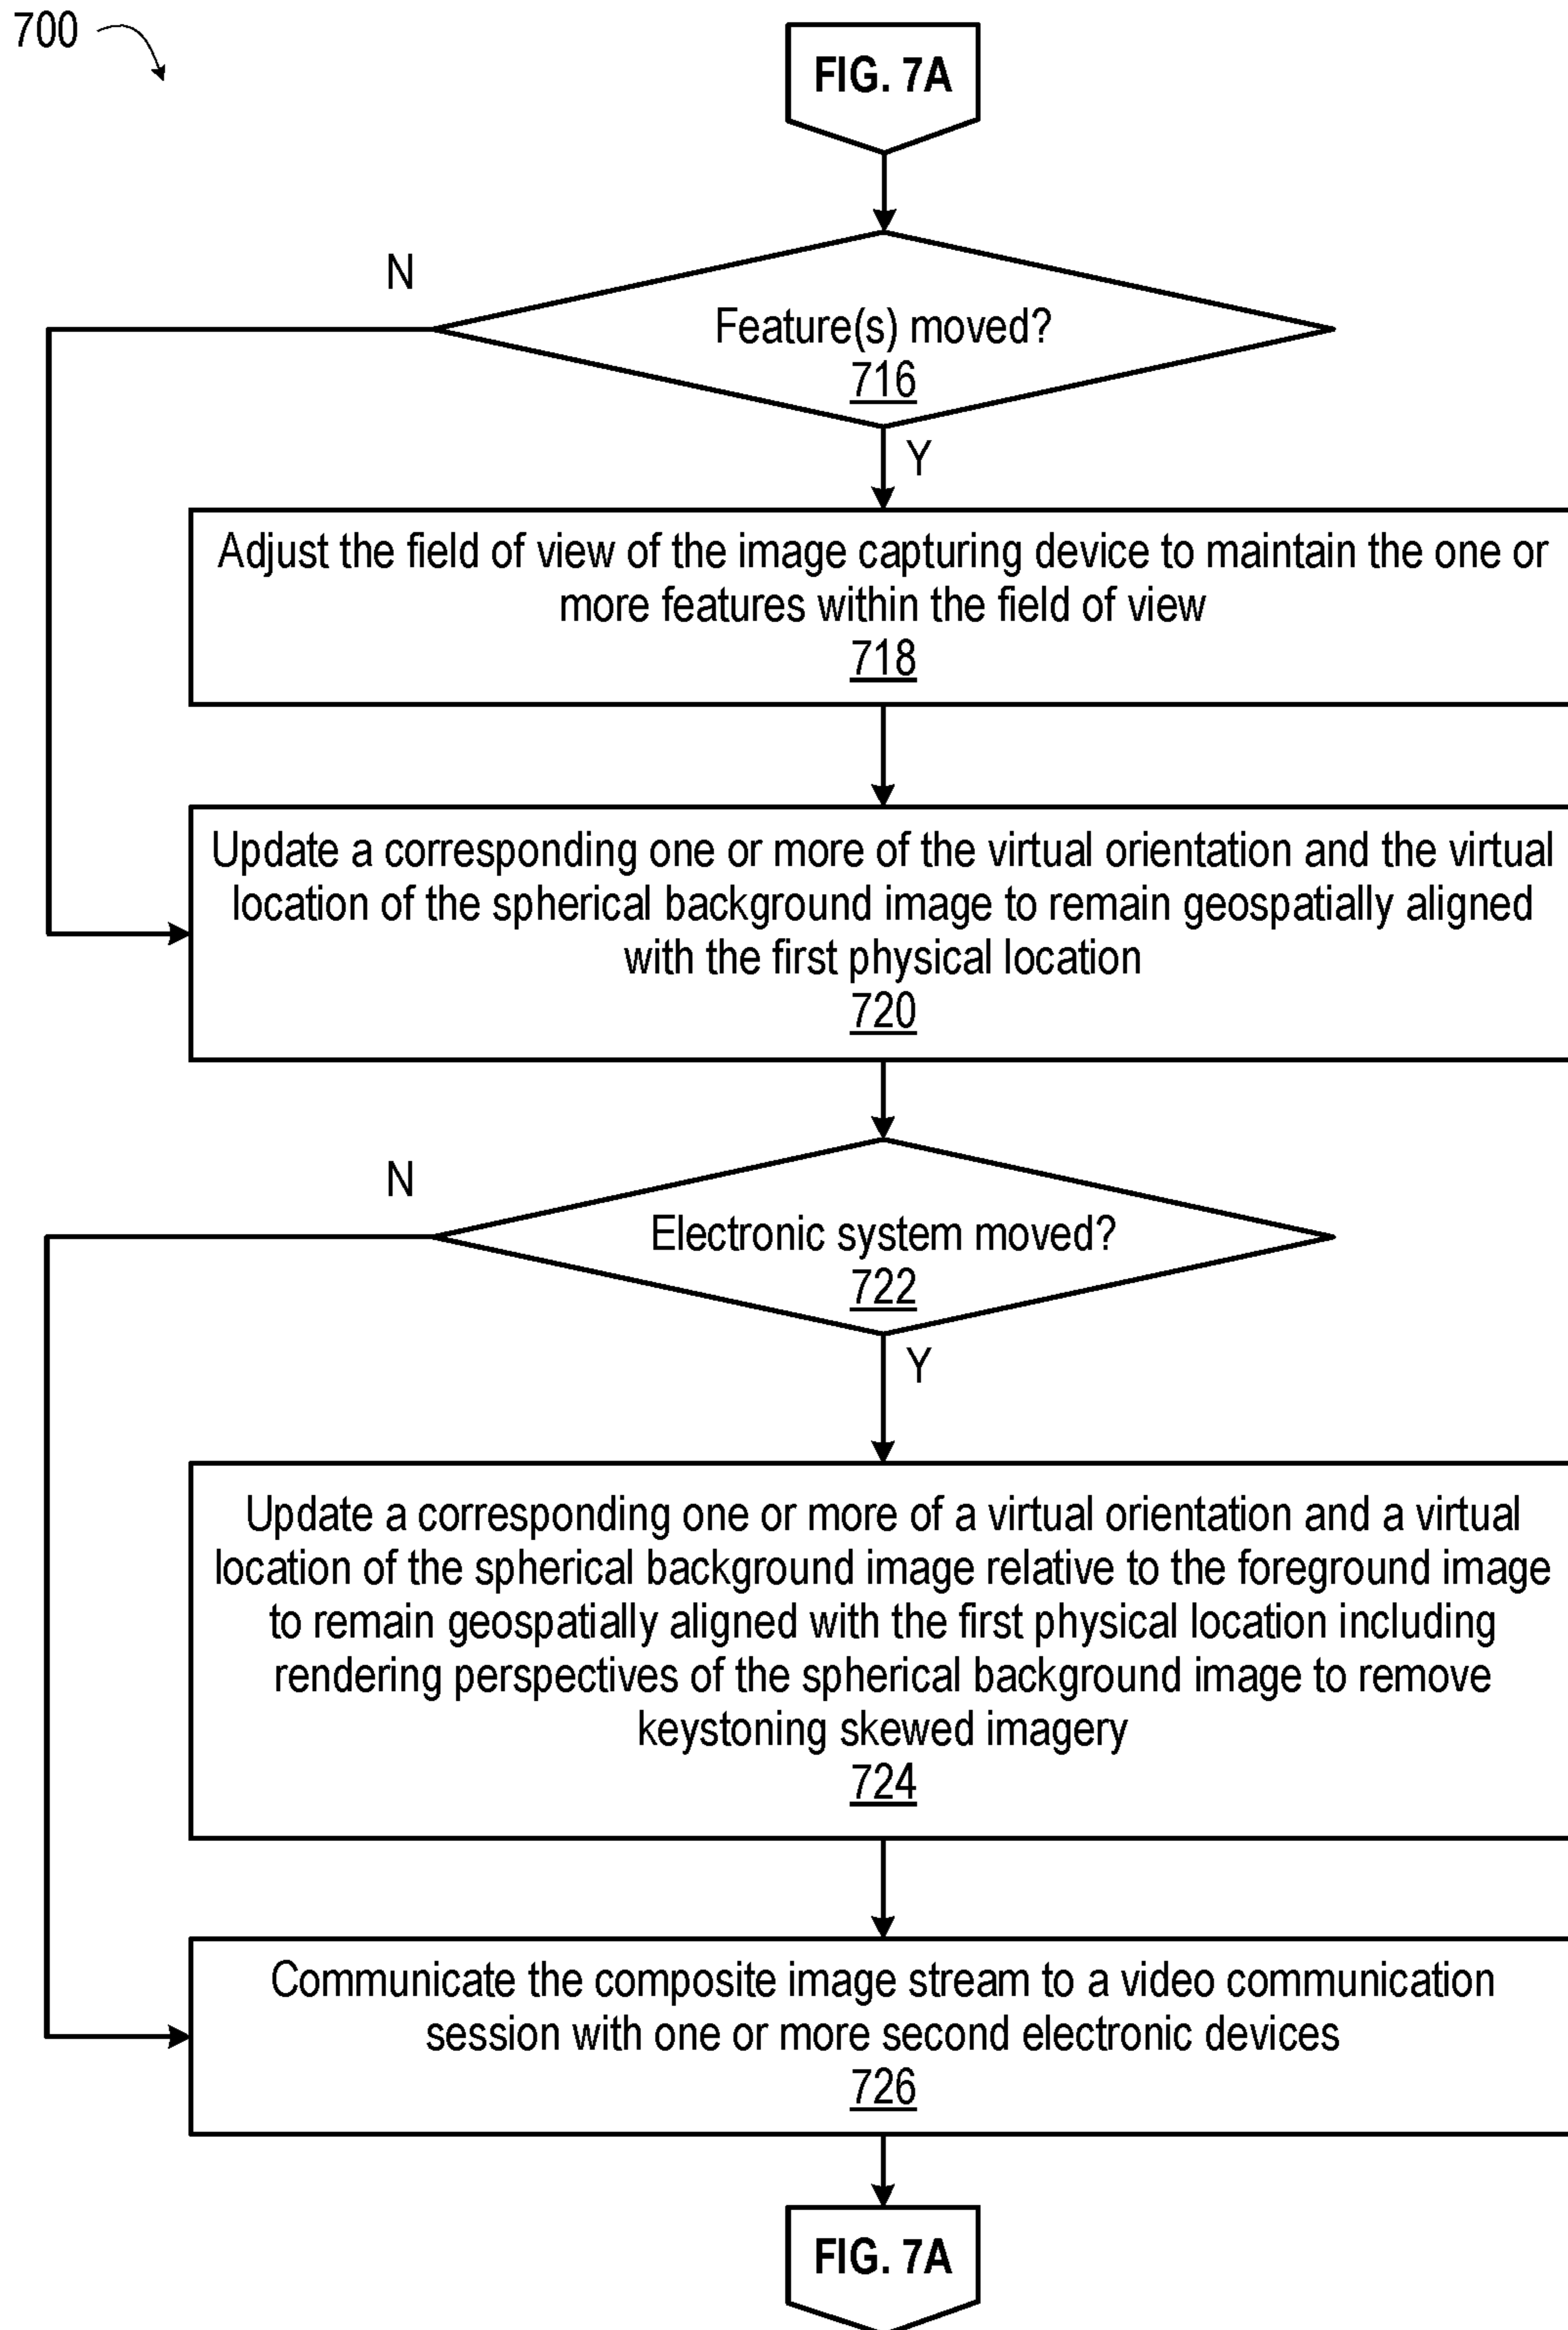 700
FIG. 7A
N
Feature(s) moved?
716
Y
Adjust the field of view of the image capturing device to maintain the one or
more features within the field of view
718
Update a corresponding one or more of the virtual orientation and the virtual
location of the spherical background image to remain geospatially aligned
with the first physical location
720
N
Electronic system moved?
722
Y
Update a corresponding one or more of a virtual orientation and a virtual
location of the spherical background image relative to the foreground image
to remain geospatially aligned with the first physical location including
rendering perspectives of the spherical background image to remove
keystoning skewed imagery
724
Communicate the composite image stream to a video communication
session with one or more second electronic devices
726
FIG. 7A